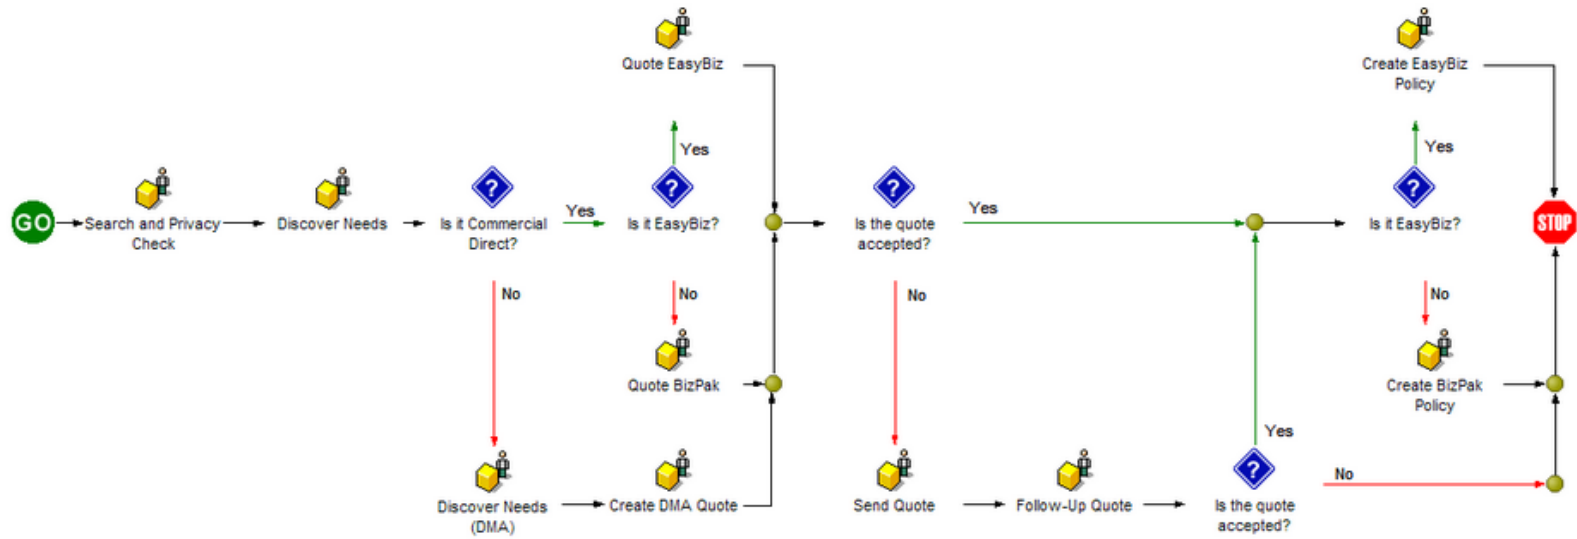 Quote EasyBiz
Create EasyBiz
Policy
Yes
Yes
?
?
?
?
GO
Search and Privacy
Check
Discover Needs
Is it Commercial
Direct?
Yes
Is it EasyBiz?
Is the quote
accepted?
Yes
Is it EasyBiz?
STOP
No
No
No
No
Quote BizPak
Create BizPak
Policy
Yes
?
Discover Needs
(DMA)
Create DMA Quote
Send Quote
Follow-Up Quote
Is the quote
accepted?
No